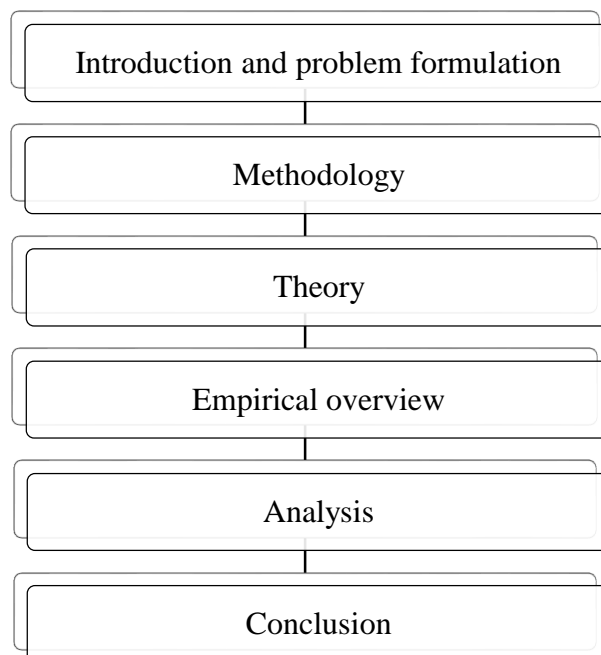 Introduction and problem formulation
Methodology
Theory
Empirical overview
Analysis
Conclusion